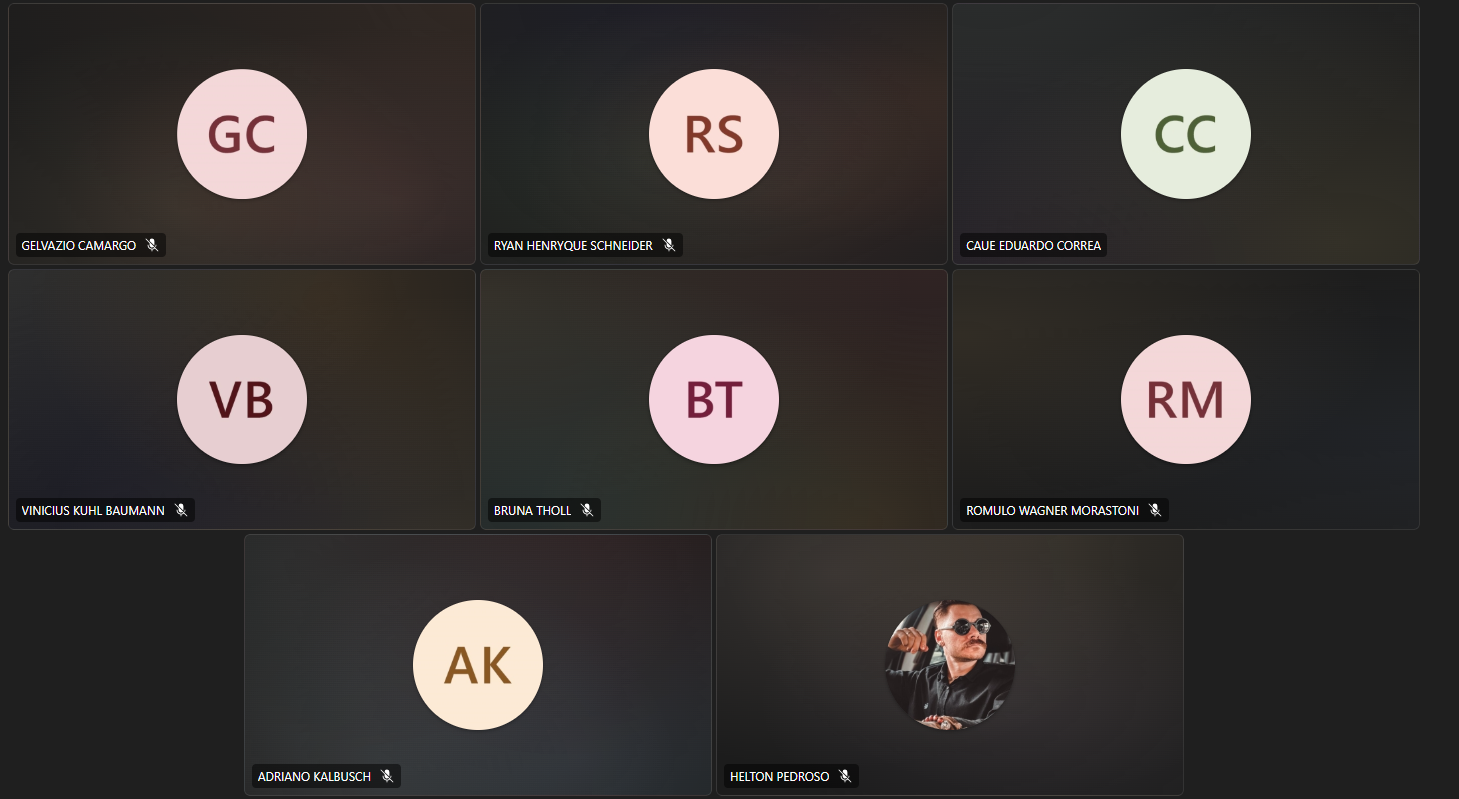 GC
GELVAZIO CAMARGO
RS
RYAN HENRYQUE SCHNEIDER
CC
CAUE EDUARDO CORREA
VB
VINICIUS KUHL BAUMANN
BT
BRUNA THOLL
RM
ROMULO WAGNER MORASTONI
AK
ADRIANO KALBUSCH
HELTON PEDROSO